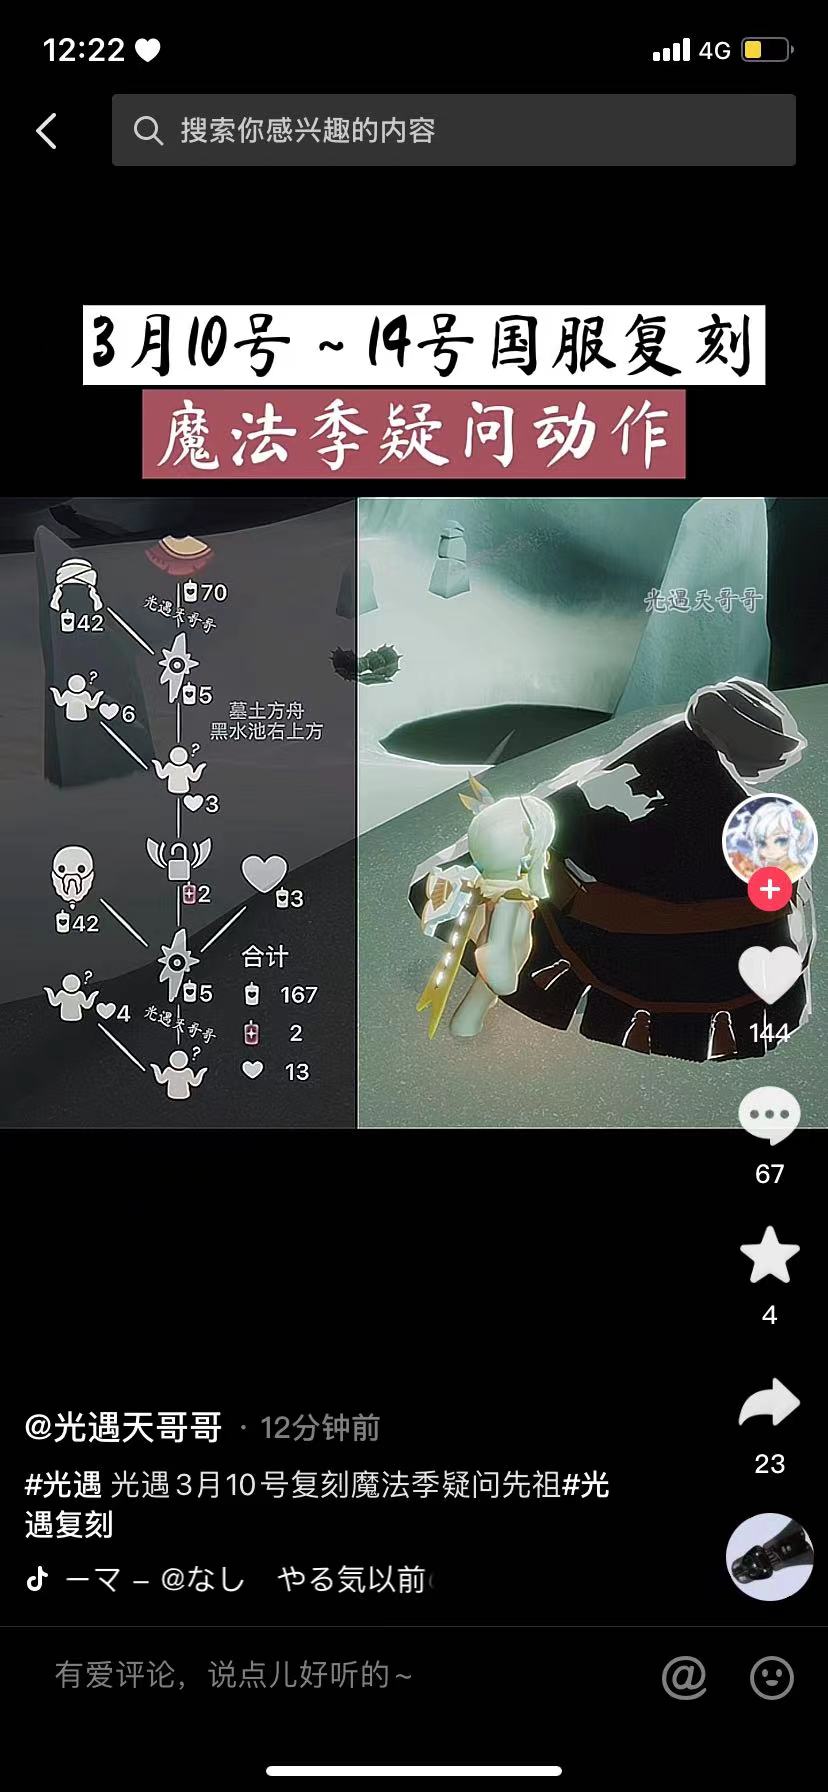 12:22
4G
搜索你感兴趣的内容
3月10号~14号国服复刻
魔法季疑问动作
70
光遇天哥哥
42
5
?
6
墓土方舟
黑水池右上方
?
3
2
3
42
合计
5
167
?
4
光遇天哥哥
2
?
13
光遇天哥哥
144
67
4
23
@光遇天哥哥 · 12分钟前
#光遇 光遇3月10号复刻魔法季疑问先祖#光
遇复刻
ーマ – @なし やる気以前
有爱评论，说点儿好听的~
@